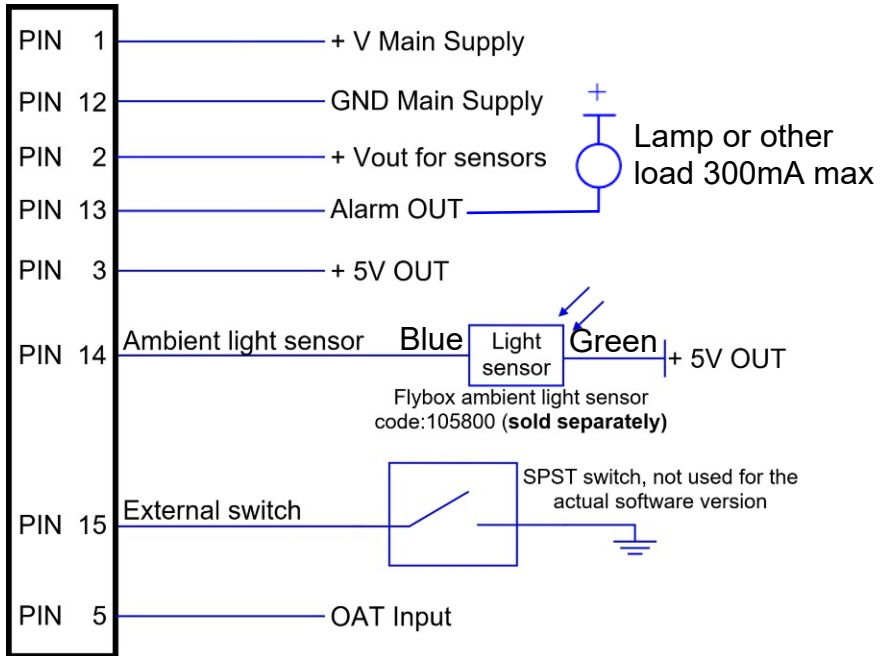 PIN 1 + V Main Supply
PIN 12 GND Main Supply
+
Lamp or other
load 300mA max
PIN 2 + Vout for sensors
PIN 13 Alarm OUT
PIN 3 + 5V OUT
PIN 14 Ambient light sensor Blue Light Green + 5V OUT
sensor
Flybox ambient light sensor
code:105800 (sold separately)
SPST switch, not used for the
actual software version
PIN 15 External switch
PIN 5 OAT Input